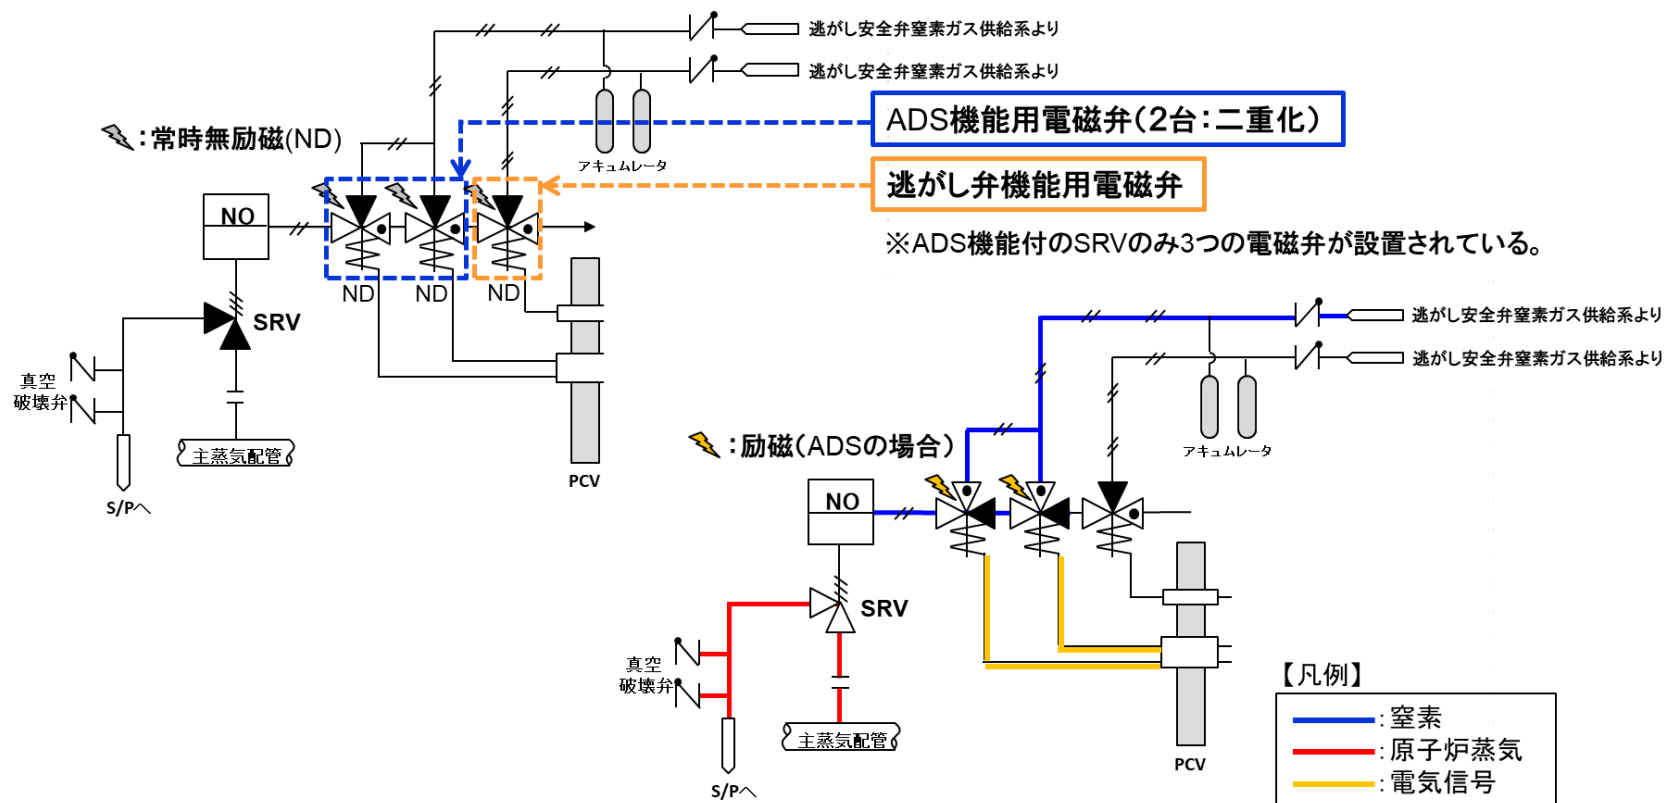 逃がし安全弁窒素ガス供給系より
逃がし安全弁窒素ガス供給系より
ADS機能用電磁弁(2台:二重化)
:常時無励磁(ND)
アキュムレータ
逃がし弁機能用電磁弁
NO
※ADS機能付のSRVのみ3つの電磁弁が設置されている。
ND
ND
ND
SRV
真空
破壊弁
主蒸気配管
S/Pへ
PCV
逃がし安全弁窒素ガス供給系より
逃がし安全弁窒素ガス供給系より
:励磁(ADSの場合)
アキュムレータ
NO
SRV
真空
破壊弁
主蒸気配管
S/Pへ
PCV
【凡例】
:窒素
:原子炉蒸気
:電気信号